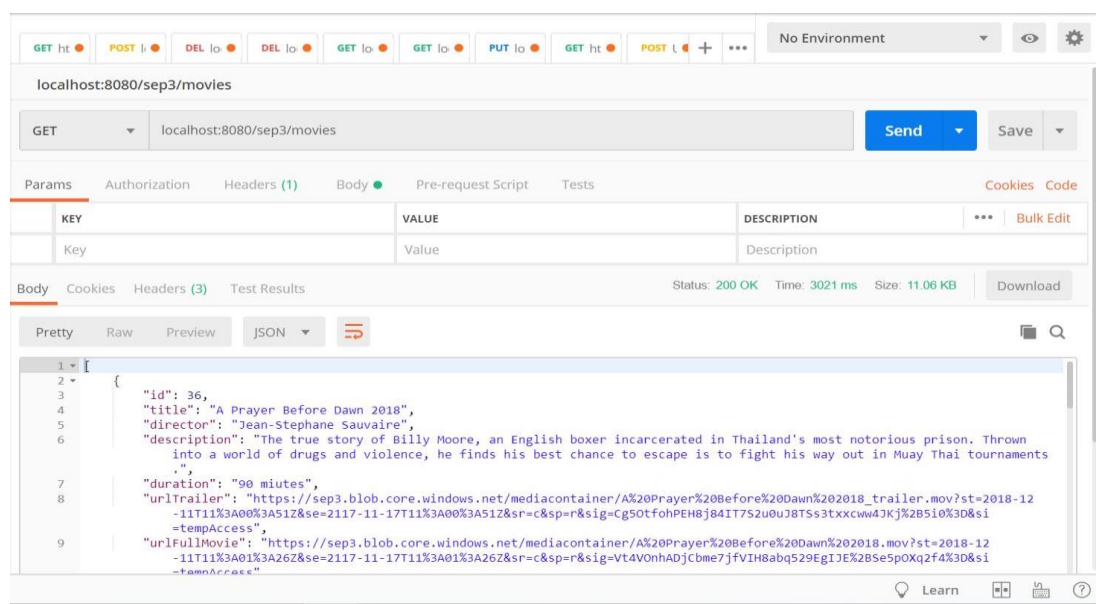 GET ht POST l DEL lo DEL lo GET lo GET lo PUT lo GET ht POST L + ••• No Environment
localhost:8080/sep3/movies
GET localhost:8080/sep3/movies Send Save
Params Authorization Headers (1) Body Pre-request Script Tests Cookies Code
KEY VALUE DESCRIPTION ••• Bulk Edit
Key Value Description
Body Cookies Headers (3) Test Results Status: 200 OK Time: 3021 ms Size: 11.06 KB Download
Pretty Raw Preview JSON
1 [
2 {
3 "id": 36,
4 "title": "A Prayer Before Dawn 2018",
5 "director": "Jean-Stephane Sauvaire",
6 "description": "The true story of Billy Moore, an English boxer incarcerated in Thailand's most notorious prison. Thrown
into a world of drugs and violence, he finds his best chance to escape is to fight his way out in Muay Thai tournaments
.",
7 "duration": "90 miutes",
8 "urlTrailer": "https://sep3.blob.core.windows.net/mediacontainer/A%20Prayer%20Before%20Dawn%202018_trailer.mov?st=2018-12
-11T11%3A00%3A51Z&se=2117-11-17T11%3A00%3A51Z&sr=c&sp=r&sig=Cg5OtfohPEH8j84IT7S2u0uJ8TSs3txxcww4JKj%2B5i0%3D&si
=tempAccess",
9 "urlFullMovie": "https://sep3.blob.core.windows.net/mediacontainer/A%20Prayer%20Before%20Dawn%202018.mov?st=2018-12
-11T11%3A01%3A26Z&se=2117-11-17T11%3A01%3A26Z&sr=c&sp=r&sig=Vt4VOnhADjCbme7jfVIH8abq529EgIJE%2BSe5pOXq2f4%3D&si
=tempAccess"
Learn